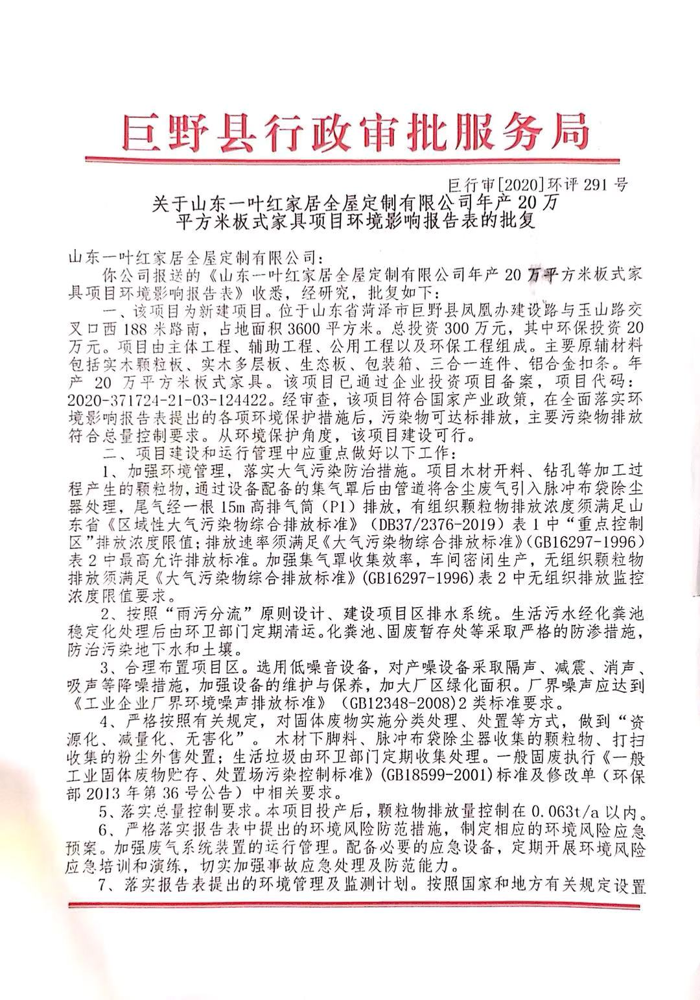 巨野县行政审批服务局
巨行审[2020]环评 291 号
关于山东一叶红家居全屋定制有限公司年产 20 万
平方米板式家具项目环境影响报告表的批复
山东一叶红家居全屋定制有限公司：
你公司报送的《山东一叶红家居全屋定制有限公司年产 20 万平方米板式家
具项目环境影响报告表》收悉，经研究，批复如下：
一、该项目为新建项目。位于山东省菏泽市巨野县凤凰办建设路与玉山路交
叉口西 188 米路南，占地面积 3600 平方米。总投资 300 万元，其中环保投资 20
万元。项目由主体工程、辅助工程、公用工程以及环保工程组成。主要原辅材料
包括实木颗粒板、实木多层板、生态板、包装箱、三合一连件、铝合金扣条。年
产 20 万平方米板式家具。该项目已通过企业投资项目备案，项目代码：
2020-371724-21-03-124422。经审查，该项目符合国家产业政策，在全面落实环
境影响报告表提出的各项环境保护措施后，污染物可达标排放，主要污染物排放
符合总量控制要求。从环境保护角度，该项目建设可行。
二、项目建设和运行管理中应重点做好以下工作：
1、加强环境管理，落实大气污染防治措施。项目木材开料、钻孔等加工过
程产生的颗粒物，通过设备配备的集气罩后由管道将含尘废气引入脉冲布袋除尘
器处理，尾气经一根 15m 高排气筒（P1）排放，有组织颗粒物排放浓度须满足山
东省《区域性大气污染物综合排放标准》（DB37/2376-2019）表 1 中“重点控制
区”排放浓度限值；排放速率须满足《大气污染物综合排放标准》（GB16297-1996）
表 2 中最高允许排放标准。加强集气罩收集效率，车间密闭生产，无组织颗粒物
排放须满足《大气污染物综合排放标准》(GB16297-1996)表 2 中无组织排放监控
浓度限值要求。
2、按照“雨污分流”原则设计、建设项目区排水系统。生活污水经化粪池
稳定化处理后由环卫部门定期清运。化粪池、固废暂存处等采取严格的防渗措施，
防治污染地下水和土壤。
3、合理布置项目区。选用低噪音设备，对产噪设备采取隔声、减震、消声、
吸声等降噪措施，加强设备的维护与保养，加大厂区绿化面积。厂界噪声应达到
《工业企业厂界环境噪声排放标准》（GB12348-2008)2 类标准要求。
4、严格按照有关规定，对固体废物实施分类处理、处置等方式，做到“资
源化、减量化、无害化”。 木材下脚料、脉冲布袋除尘器收集的颗粒物、打扫
收集的粉尘外售处置；生活垃圾由环卫部门定期收集处理。一般固废执行《一般
工业固体废物贮存、处置场污染控制标准》(GB18599-2001)标准及修改单（环保
部 2013 年第 36 号公告）中相关要求。
5、落实总量控制要求。本项目投产后，颗粒物排放量控制在 0.063t/a 以内。
6、严格落实报告表中提出的环境风险防范措施，制定相应的环境风险应急
预案。加强废气系统装置的运行管理。配备必要的应急设备，定期开展环境风险
应急培训和演练，切实加强事故应急处理及防范能力。
7、落实报告表提出的环境管理及监测计划。按照国家和地方有关规定设置